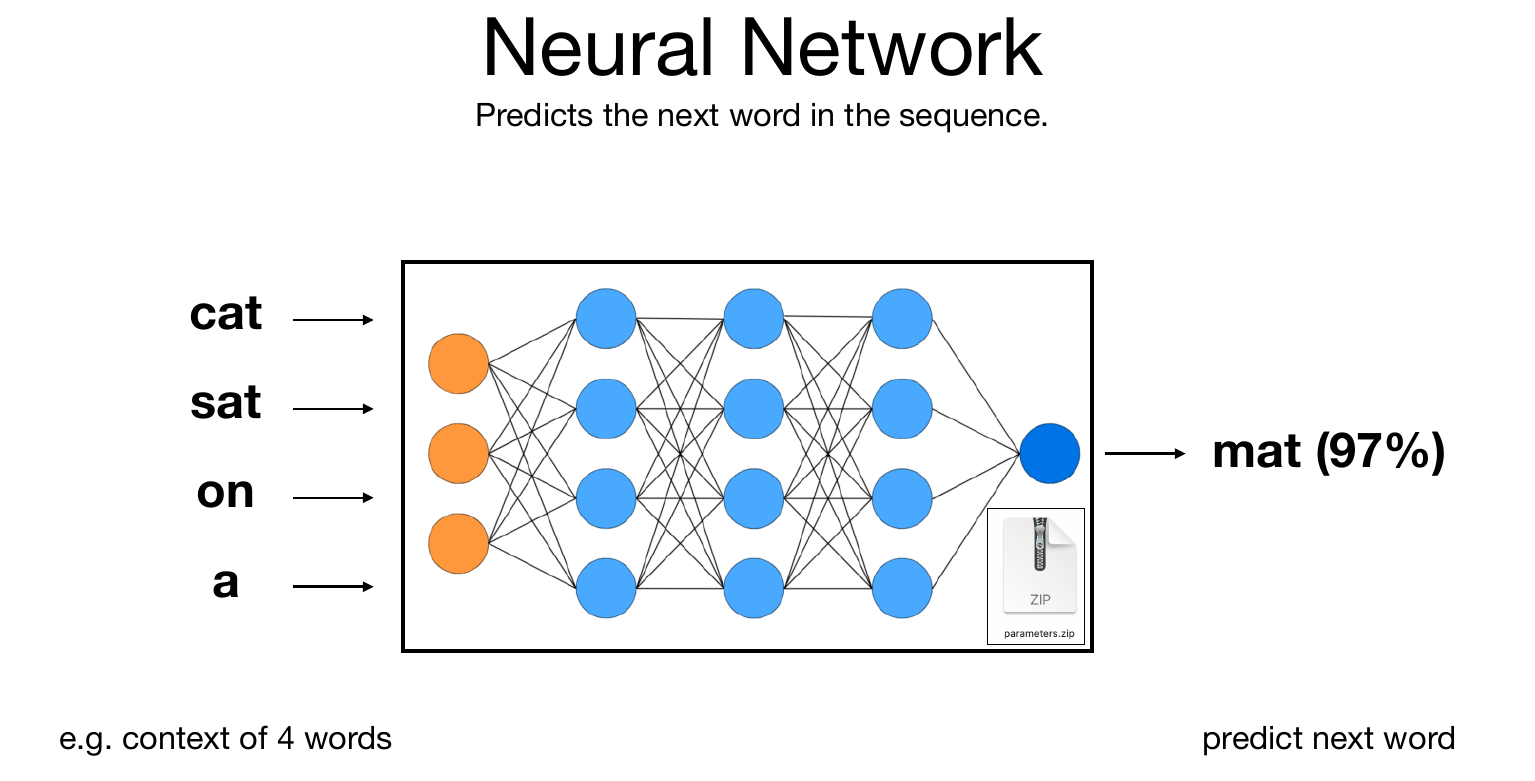 Neural Network
Predicts the next word in the sequence.
cat
sat
on
a
mat (97%)
ZIP
parameters.zip
e.g. context of 4 words
predict next word